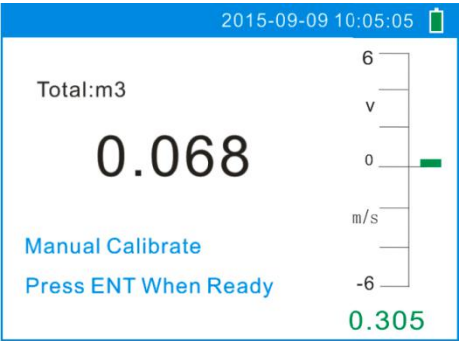 2015-09-09 10:05:05
Total:m3
0.068
Manual Calibrate
Press ENT When Ready
6
v
0
m/s
-6
0.305